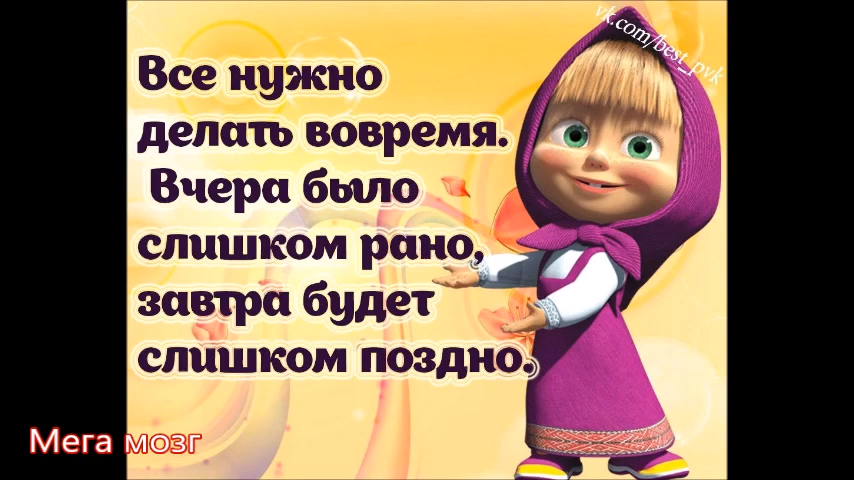 vk.com/best_pvk
Все нужно
делать вовремя.
Вчера было
слишком рано,
завтра будет
слишком поздно.
Мега мозг